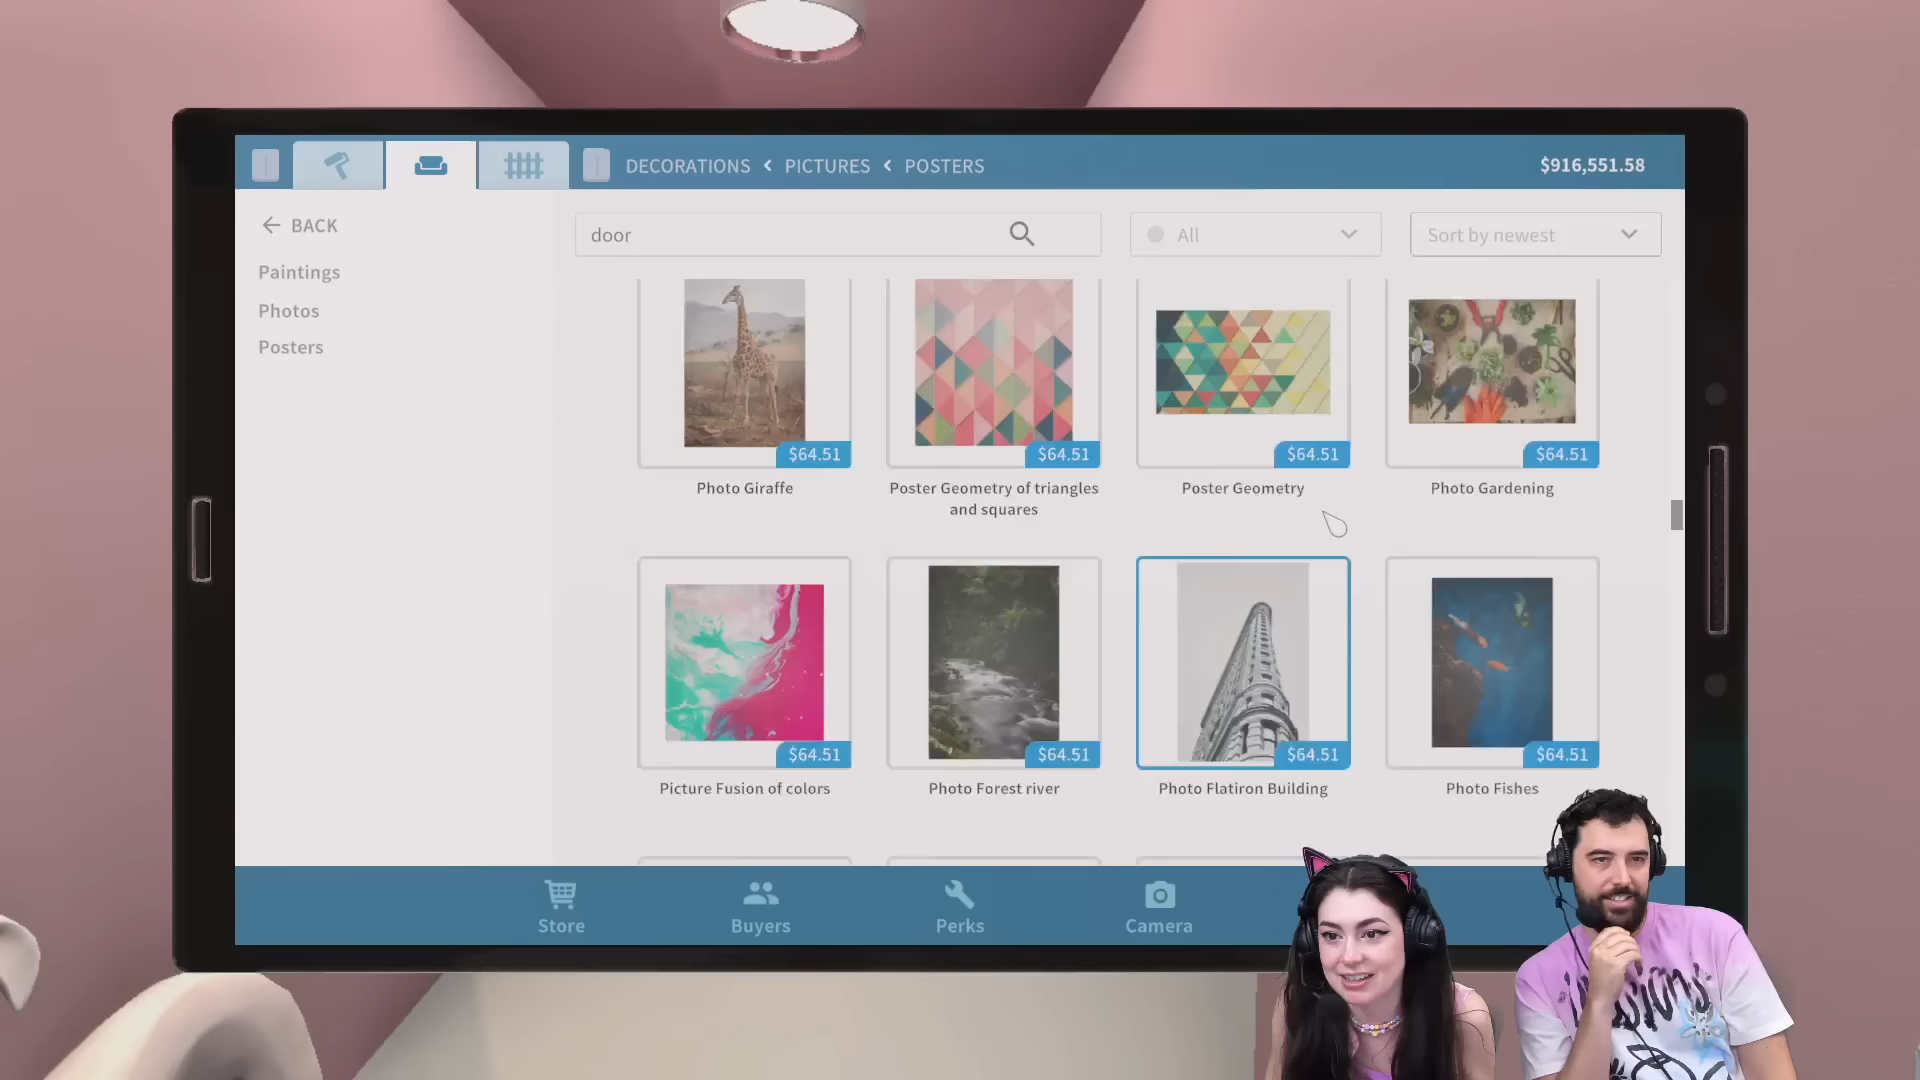 DECORATIONS < PICTURES < POSTERS
$916,551.58
BACK
door
All
Sort by newest
Paintings
Photos
Posters
$64.51
$64.51
$64.51
$64.51
Photo Giraffe
Poster Geometry of triangles
and squares
Poster Geometry
Photo Gardening
$64.51
$64.51
$64.51
$64.51
Picture Fusion of colors
Photo Forest river
Photo Flatiron Building
Photo Fishes
Store
Buyers
Perks
Camera